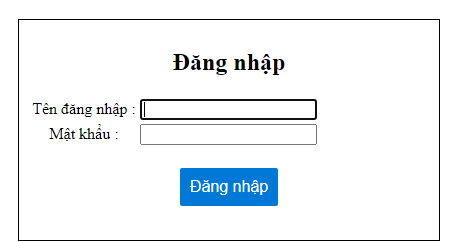 Đăng nhập
Tên đăng nhập :
Mật khẩu :
Đăng nhập